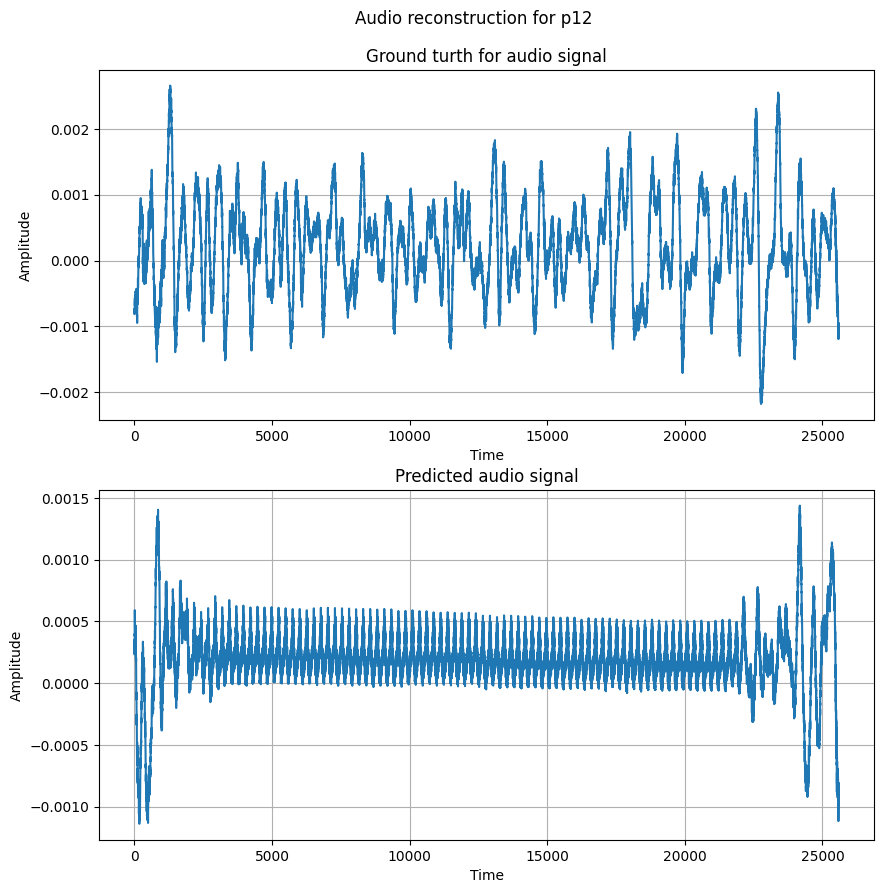 Audio reconstruction for p12
Ground turth for audio signal
Amplitude
0.002
0.001
0.000
−0.001
−0.002
0 5000 10000 15000 20000 25000
Time
Predicted audio signal
Amplitude
0.0015
0.0010
0.0005
0.0000
−0.0005
−0.0010
0 5000 10000 15000 20000 25000
Time